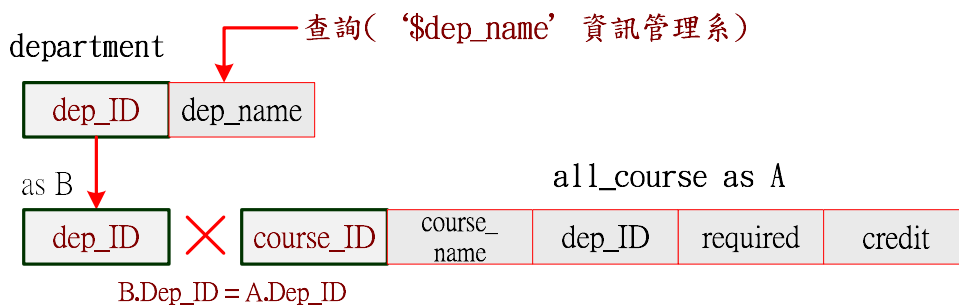 查詢( ‘$dep_name’ 資訊管理系)
department
dep_ID dep_name
as B
all_course as A
dep_ID course_ID course_ name dep_ID required credit
B.Dep_ID = A.Dep_ID